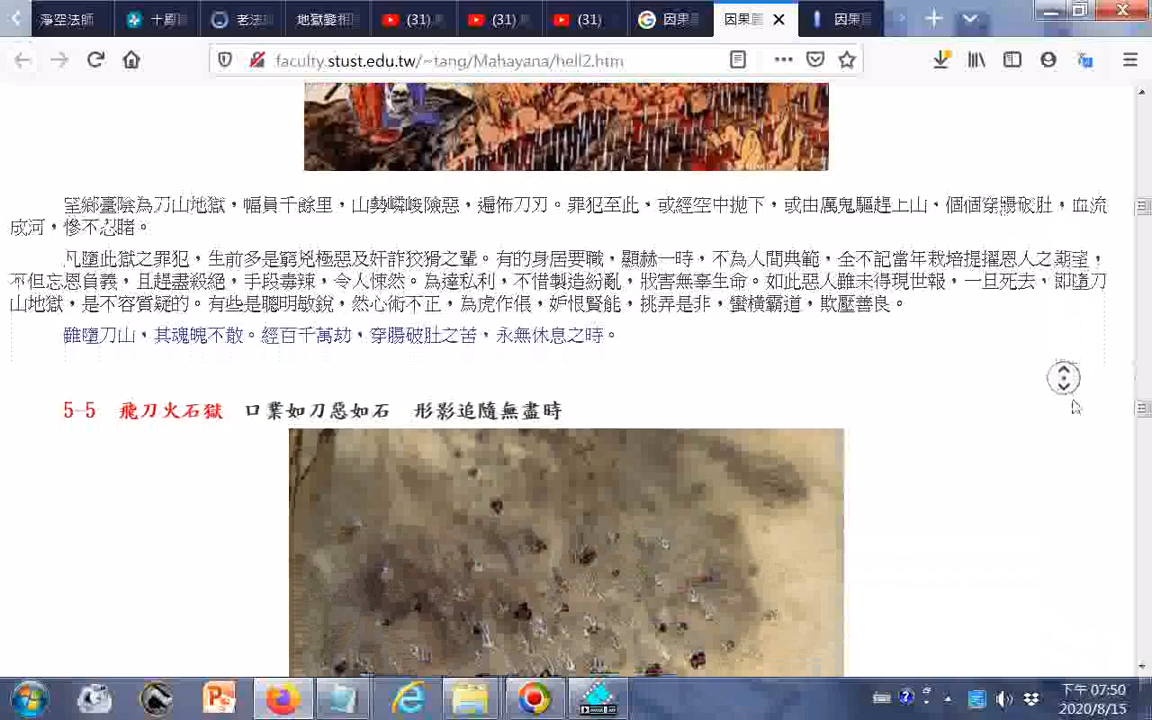 淨空法師
十殿
老法
地獄變相
(31)
(31)
(31)
因果
因果
因果
faculty.stust.edu.tw/~tang/Mahayana/hell2.htm
望鄉臺陰為刀山地獄，幅員千餘里，山勢嶙峻險惡，遍佈刀刃。罪犯至此，或經空中拋下，或由厲鬼驅趕上山，個個穿腸破肚，血流
成河，慘不忍睹。
凡墮此獄之罪犯，生前多是窮兇極惡及奸詐狡猾之輩。有的身居要職，顯赫一時，不為人間典範，全不記當年栽培提擢恩人之期望，
不但忘恩負義，且趕盡殺絕，手段毒辣，令人悚然。為達私利，不惜製造紛亂，戕害無辜生命。如此惡人雖未得現世報，一旦死去，即墮刀
山地獄，是不容質疑的。有些是聰明敏銳，然心術不正，為虎作倀，妒恨賢能，挑弄是非，蠻橫霸道，欺壓善良。
雖墮刀山，其魂魄不散。經百千萬劫，穿腸破肚之苦，永無休息之時。
5-5 飛刀火石獄 口業如刀惡如石 形影追隨無盡時
下午 07:50
2020/8/15